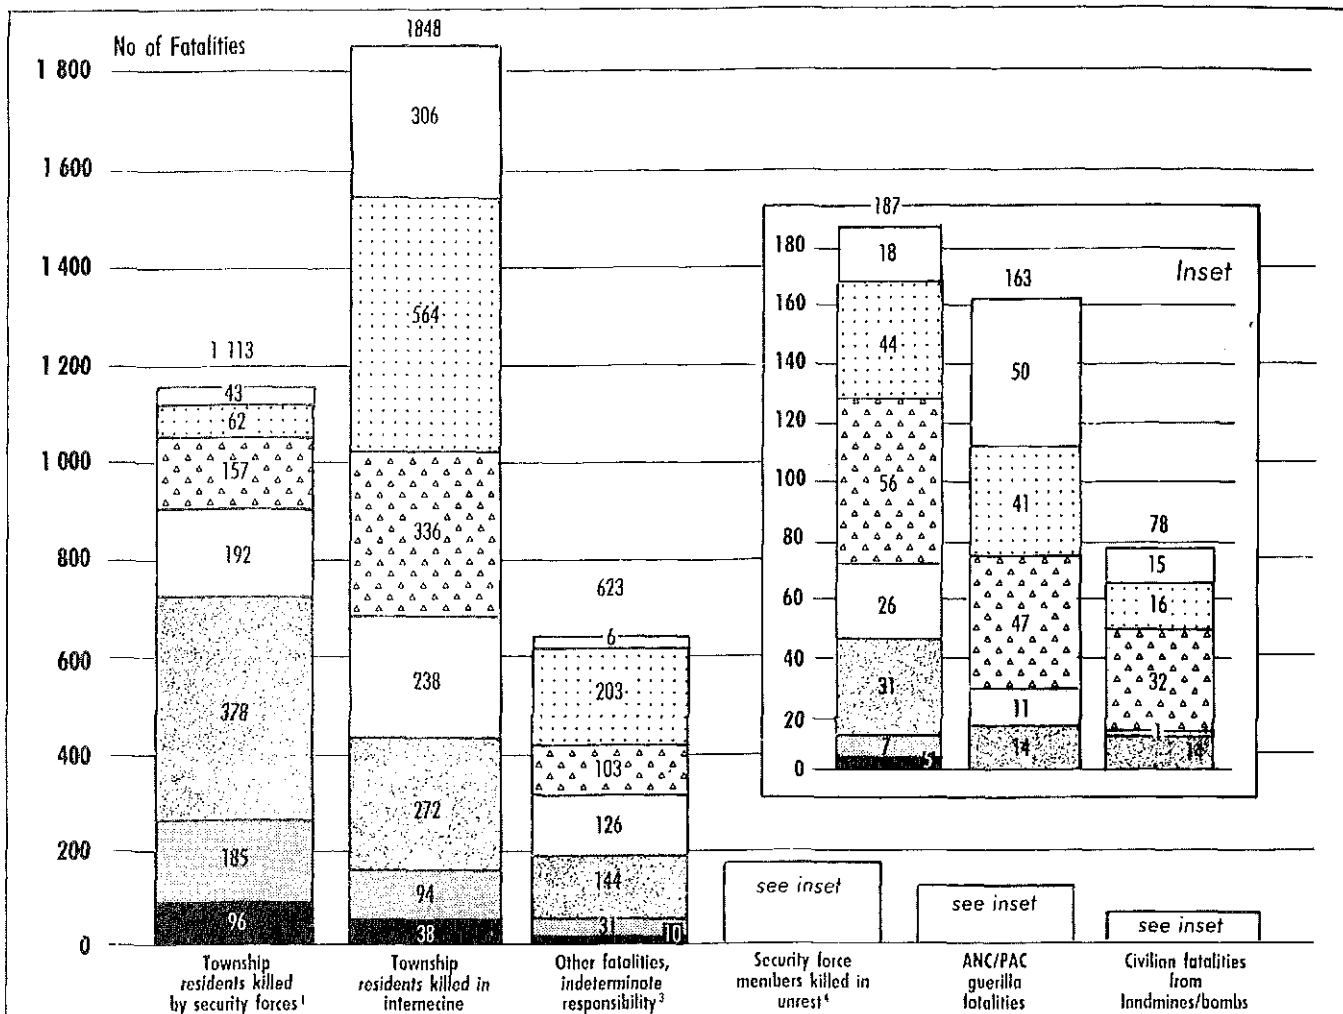 No of Fatalities
1 800
1 600
1 400
1 200
1 000
800
600
400
200
0
1 113
43
62
157
192
378
185
96
Township
residents killed
by security forces¹
1848
306
564
336
238
272
94
38
Township
residents killed in
internecine
623
6
203
103
126
144
31
10
Other fatalities,
indeterminate
responsibility³
see inset
Security force
members killed in
unrest⁴
see inset
ANC/PAC
guerilla
fatalities
see inset
Civilian fatalities
from
landmines/bombs
Inset
180
160
140
120
100
80
60
40
20
0
187
18
44
56
26
31
7
5
163
50
41
47
11
14
78
15
16
32
1
14